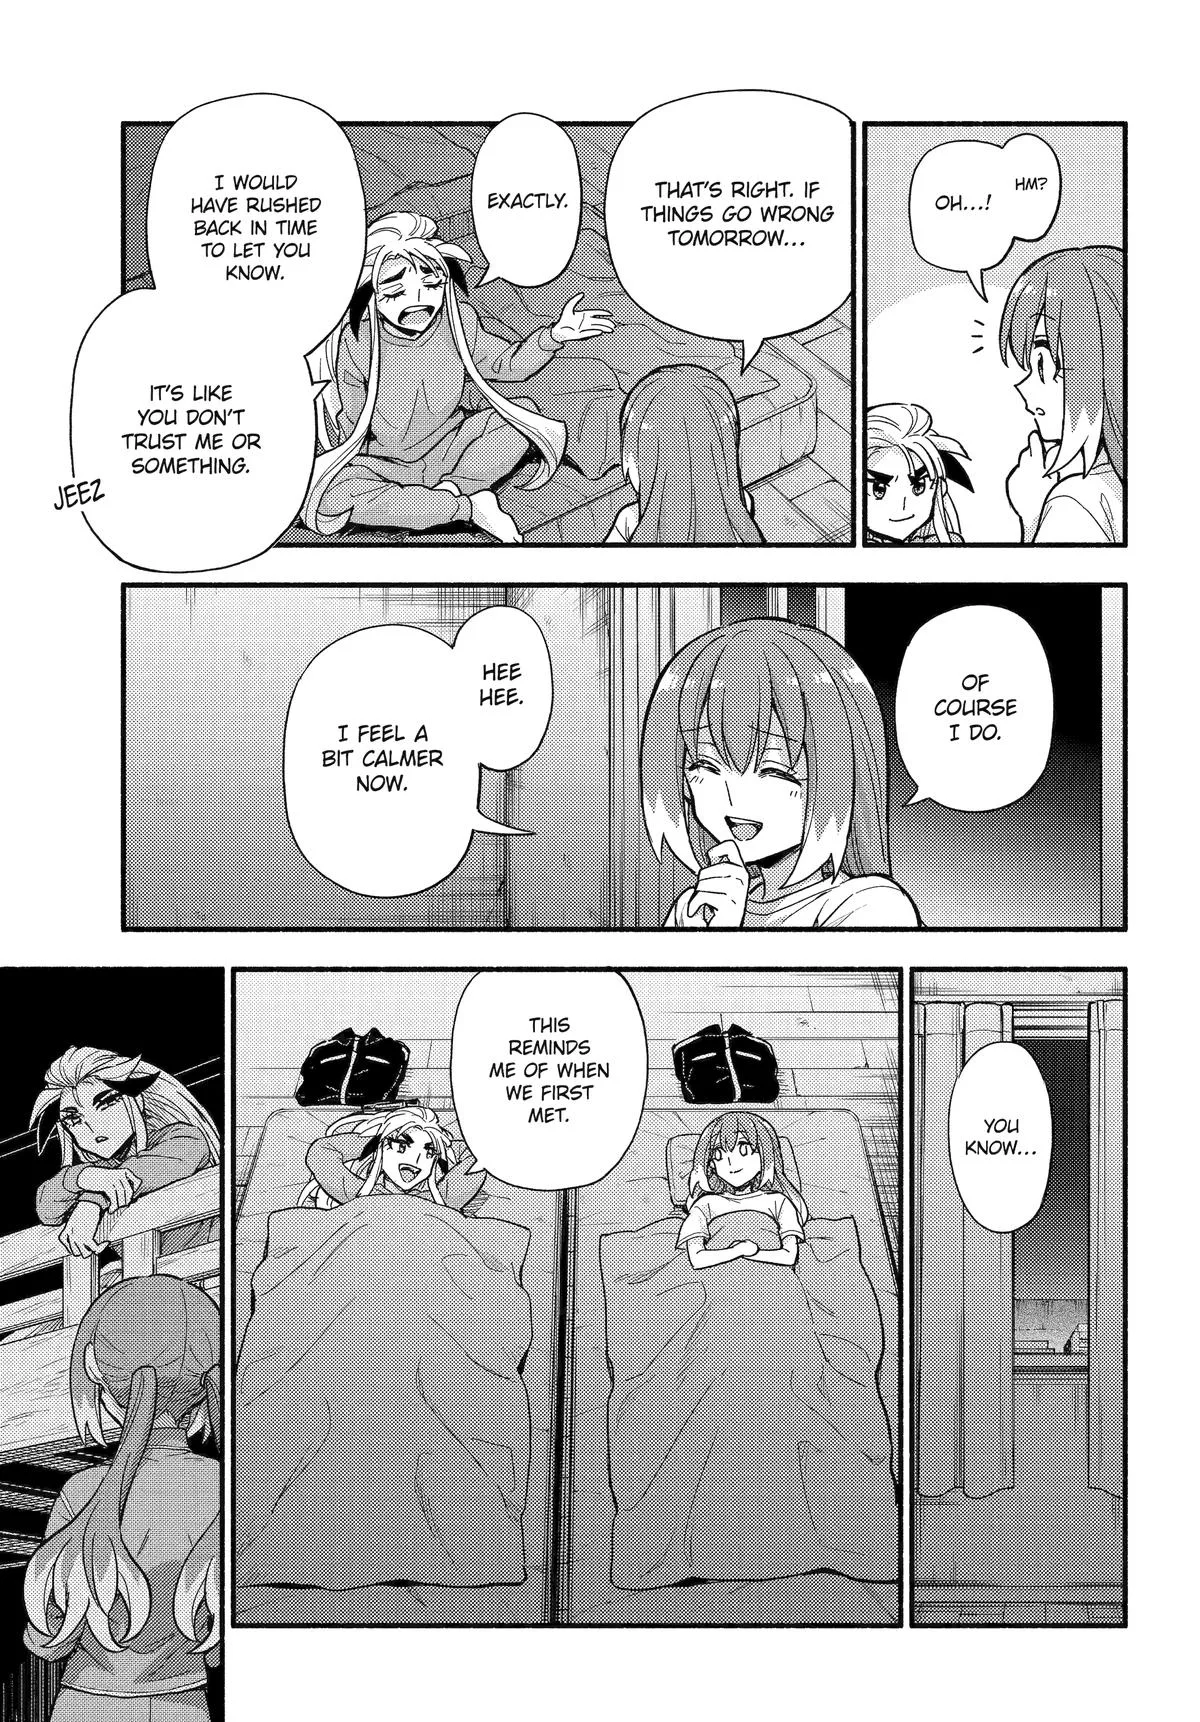 HM?
OH...!
THAT'S RIGHT. IF
THINGS GO WRONG
TOMORROW...
EXACTLY.
I WOULD
HAVE RUSHED
BACK IN TIME
TO LET YOU
KNOW.
IT'S LIKE
YOU DON'T
TRUST ME OR
SOMETHING.
JEEZ
OF
COURSE
I DO.
HEE
HEE.
I FEEL A
BIT CALMER
NOW.
YOU
KNOW...
THIS
REMINDS
ME OF WHEN
WE FIRST
MET.